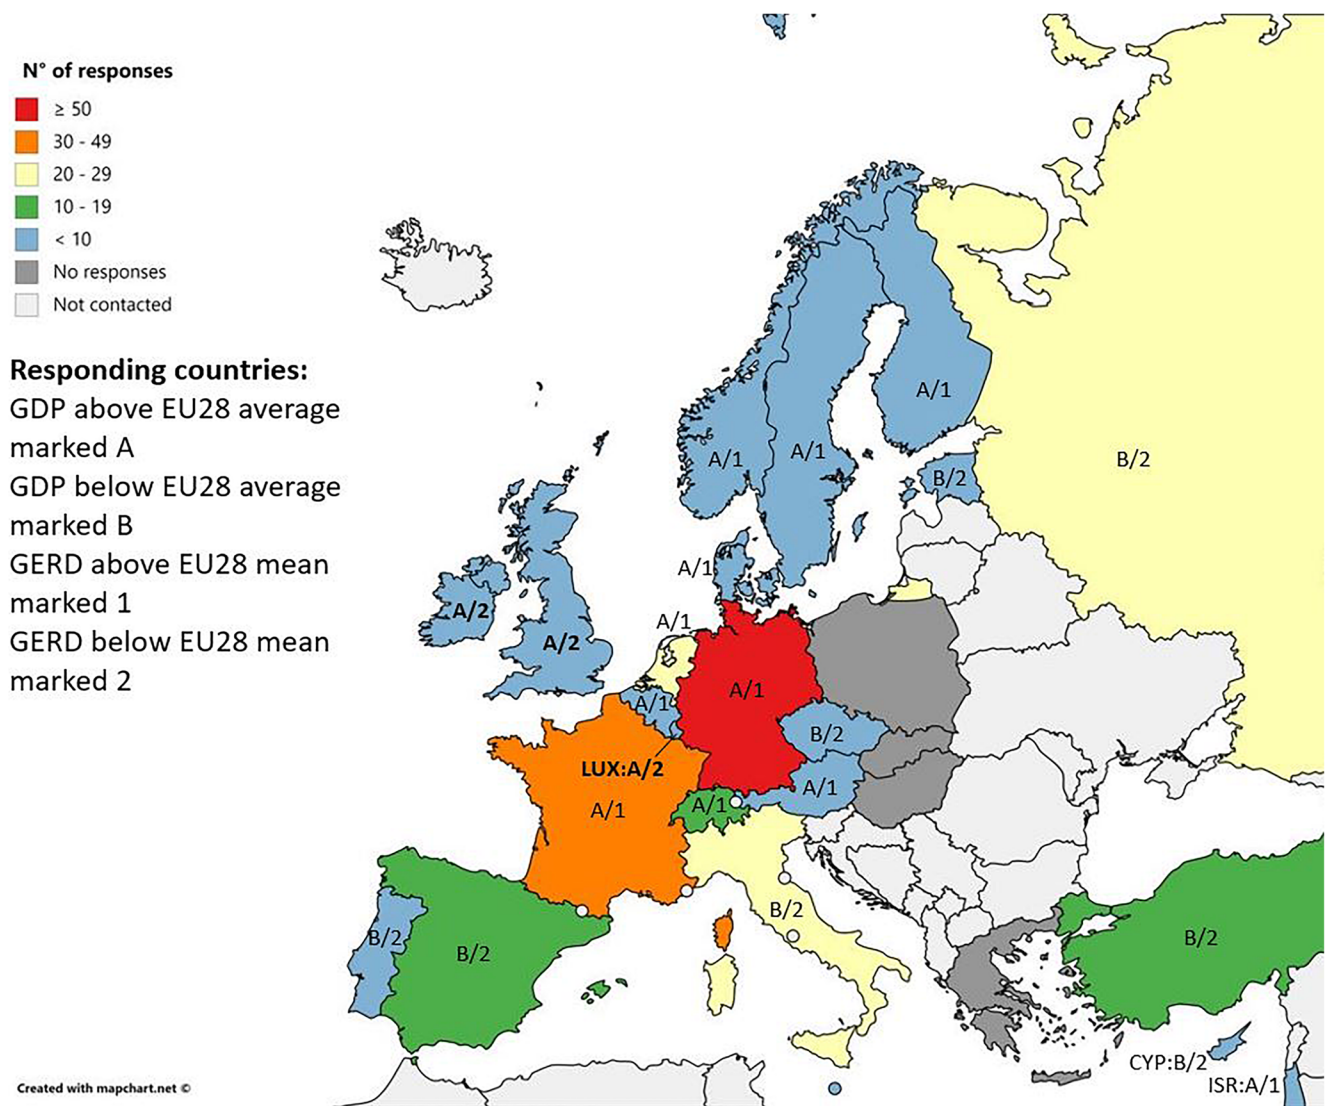 N° of responses
≥ 50
30 - 49
20 - 29
10 - 19
< 10
No responses
Not contacted
Responding countries:
GDP above EU28 average
marked A
GDP below EU28 average
marked B
GERD above EU28 mean
marked 1
GERD below EU28 mean
marked 2
A/1
A/1
A/1
B/2
B/2
A/1
A/2
A/1
A/2
A/1
A/1
B/2
LUX:A/2
A/1
A/1
A/1
B/2
B/2
B/2
B/2
CYP:B/2
ISR:A/1
Created with mapchart.net ©